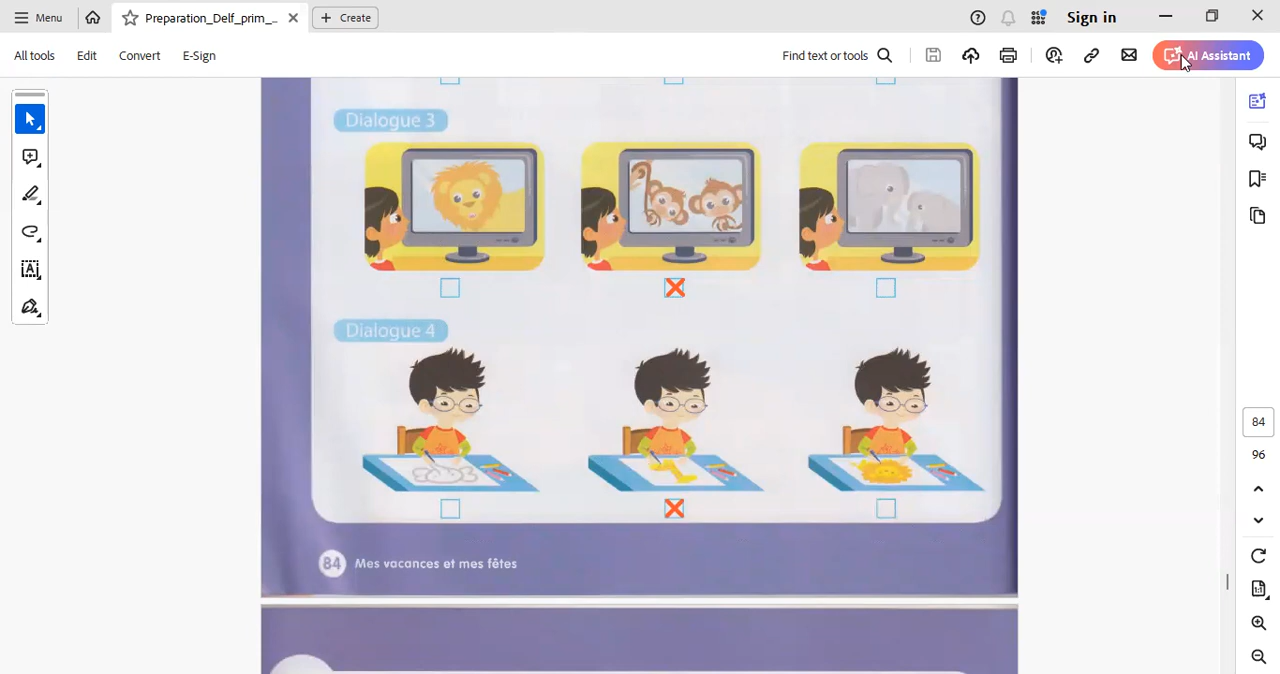 Menu
Preparation_Delf_prim_...
Create
Sign in
All tools
Edit
Convert
E-Sign
Find text or tools
AI Assistant
Dialogue 3
Dialogue 4
84
96
84 Mes vacances et mes fêtes